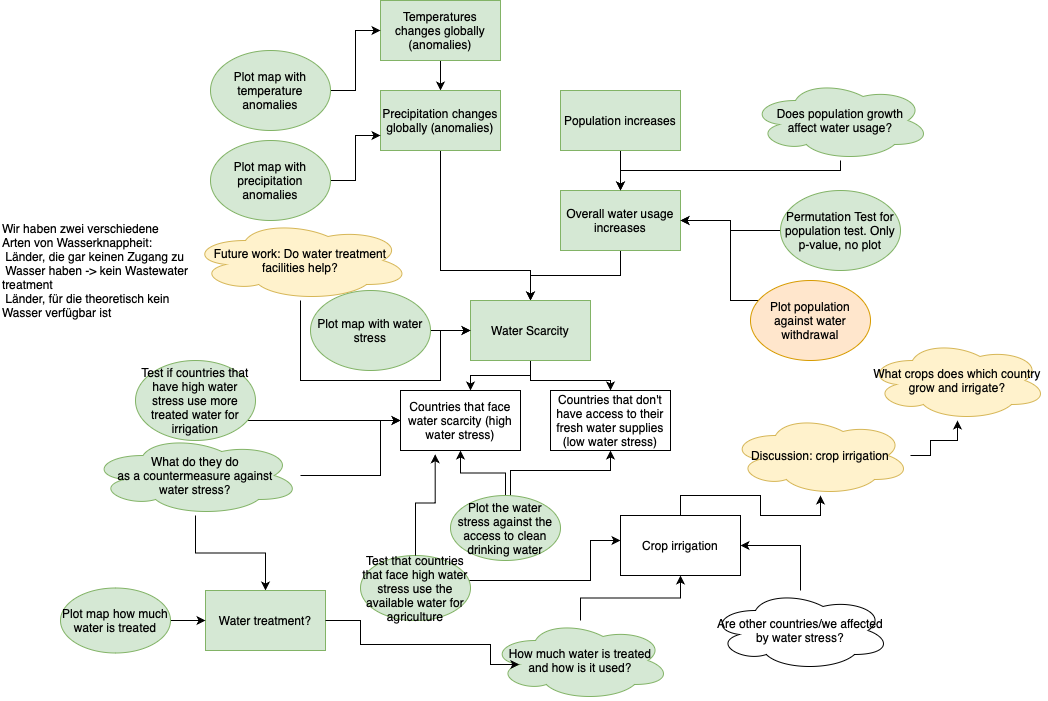 Temperatures
changes globally
(anomalies)
Plot map with
temperature
anomalies
Precipitation changes
globally (anomalies)
Population increases
Does population growth
affect water usage?
Plot map with
precipitation
anomalies
Overall water usage
increases
Permutation Test for
population test. Only
p-value, no plot
Wir haben zwei verschiedene
Arten von Wasserknappheit:
Länder, die gar keinen Zugang zu
Wasser haben -> kein Wastewater
treatment
Länder, für die theoretisch kein
Wasser verfügbar ist
Future work: Do water treatment
facilities help?
Plot map with water
stress
Water Scarcity
Plot population
against water
withdrawal
What crops does which country
grow and irrigate?
Test if countries that
have high water
stress use more
treated water for
irrigation
Countries that face
water scarcity (high
water stress)
Countries that don't
have access to their
fresh water supplies
(low water stress)
What do they do
as a countermeasure against
water stress?
Discussion: crop irrigation
Plot the water
stress against the
access to clean
drinking water
Crop irrigation
Test that countries
that face high water
stress use the
available water for
agriculture
Plot map how much
water is treated
Water treatment?
Are other countries/we affected
by water stress?
How much water is treated
and how is it used?